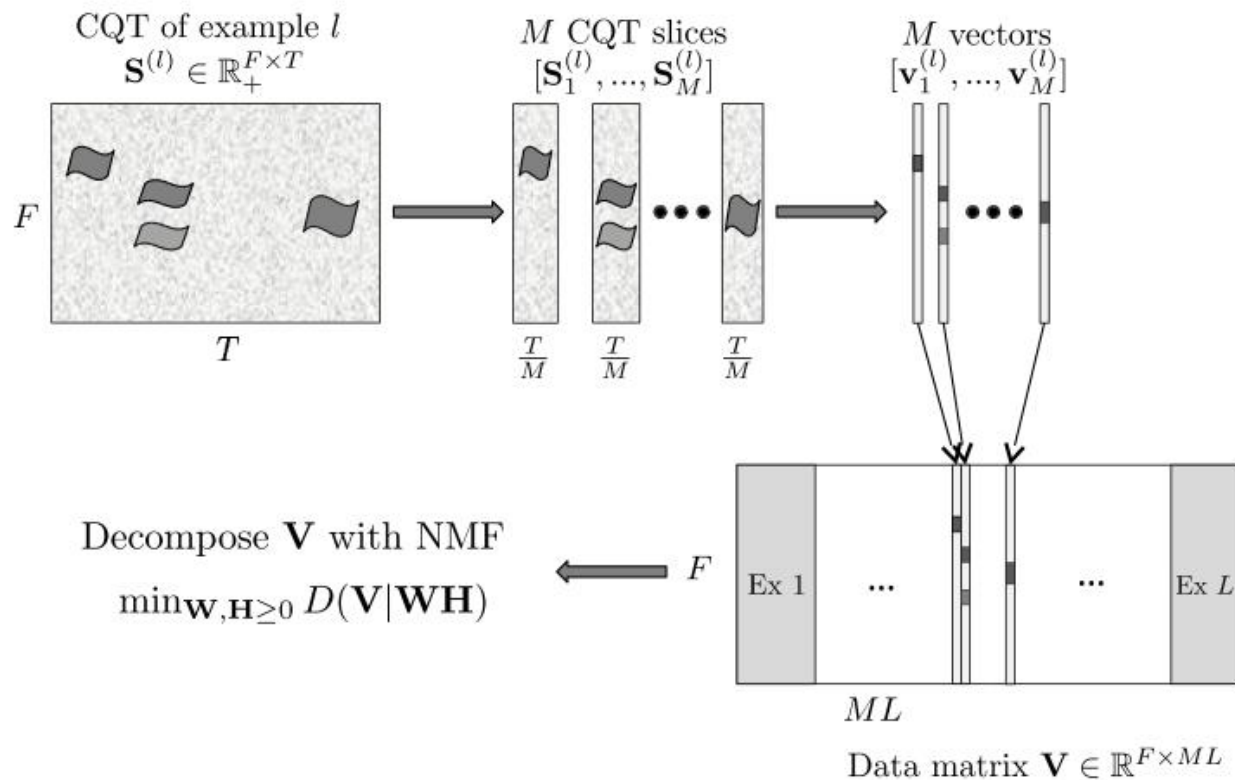 CQT of example l
S^{(l)} ∈ ℝ_+^{F×T}
F
T
M CQT slices
[S_1^{(l)}, ..., S_M^{(l)}]
T/M
T/M
T/M
M vectors
[v_1^{(l)}, ..., v_M^{(l)}]
Decompose V with NMF
min_{W,H≥0} D(V|WH)
F
Ex 1
...
...
Ex L
ML
Data matrix V ∈ ℝ^{F×ML}